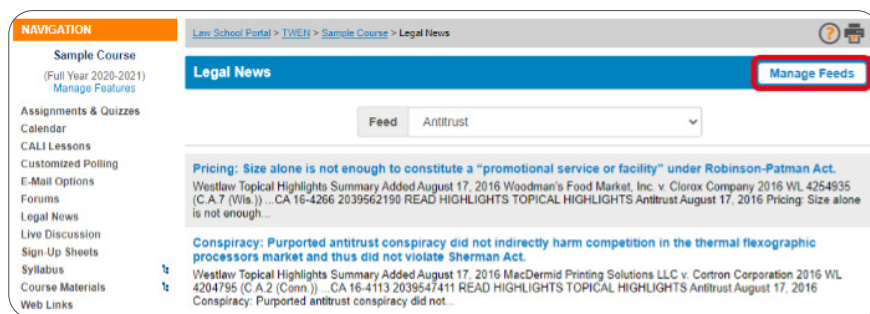 NAVIGATION
Sample Course
(Full Year 2020-2021)
Manage Features
Assignments & Quizzes
Calendar
CALI Lessons
Customized Polling
E-Mail Options
Forums
Legal News
Live Discussion
Sign-Up Sheets
Syllabus
Course Materials
Web Links
Law School Portal > TWEN > Sample Course > Legal News
?
Legal News
Manage Feeds
Feed Antitrust
Pricing: Size alone is not enough to constitute a “promotional service or facility” under Robinson-Patman Act.
Westlaw Topical Highlights Summary Added August 17, 2016 Woodman's Food Market, Inc. v. Clorox Company 2016 WL 4254935
(C.A.7 (Wis.)) ...CA 16-4266 2039562190 READ HIGHLIGHTS TOPICAL HIGHLIGHTS Antitrust August 17, 2016 Pricing: Size alone
is not enough...
Conspiracy: Purported antitrust conspiracy did not indirectly harm competition in the thermal flexographic
processors market and thus did not violate Sherman Act.
Westlaw Topical Highlights Summary Added August 17, 2016 MacDermid Printing Solutions LLC v. Cortron Corporation 2016 WL
4204795 (C.A.2 (Conn.)) ...CA 16-4113 2039547411 READ HIGHLIGHTS TOPICAL HIGHLIGHTS Antitrust August 17, 2016
Conspiracy: Purported antitrust conspiracy did not...